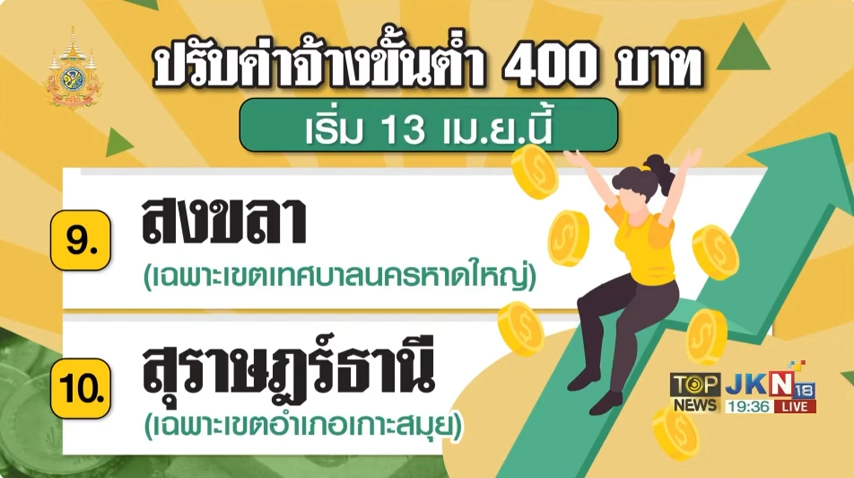 ปรับค่าจ้างขั้นต่ำ 400 บาท
เริ่ม 13 เม.ย.นี้
9. สงขลา
(เฉพาะเขตเทศบาลนครหาดใหญ่)
10. สุราษฎร์ธานี
(เฉพาะเขตอำเภอเกาะสมุย)
TOP NEWS
JKN 18
19:36 LIVE